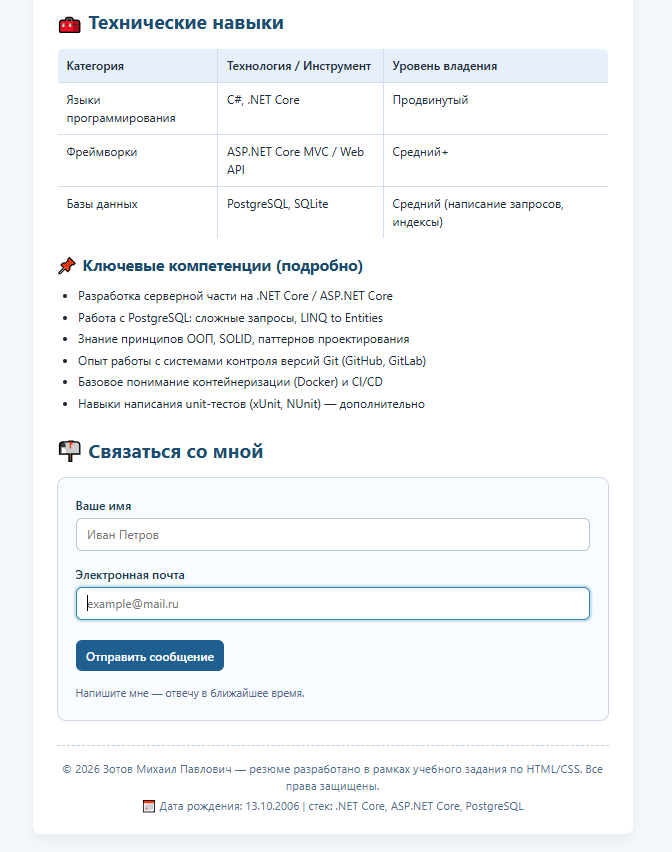 Технические навыки
Категория
Технология / Инструмент
Уровень владения
Языки
программирования
C#, .NET Core
Продвинутый
Фреймворки
ASP.NET Core MVC / Web
API
Средний+
Базы данных
PostgreSQL, SQLite
Средний (написание запросов,
индексы)
Ключевые компетенции (подробно)
• Разработка серверной части на .NET Core / ASP.NET Core
• Работа с PostgreSQL: сложные запросы, LINQ to Entities
• Знание принципов ООП, SOLID, паттернов проектирования
• Опыт работы с системами контроля версий Git (GitHub, GitLab)
• Базовое понимание контейнеризации (Docker) и CI/CD
• Навыки написания unit-тестов (xUnit, NUnit) — дополнительно
Связаться со мной
Ваше имя
Иван Петров
Электронная почта
example@mail.ru
Отправить сообщение
Напишите мне — отвечу в ближайшее время.
© 2026 Зотов Михаил Павлович — резюме разработано в рамках учебного задания по HTML/CSS. Все
права защищены.
Дата рождения: 13.10.2006 | стек: .NET Core, ASP.NET Core, PostgreSQL